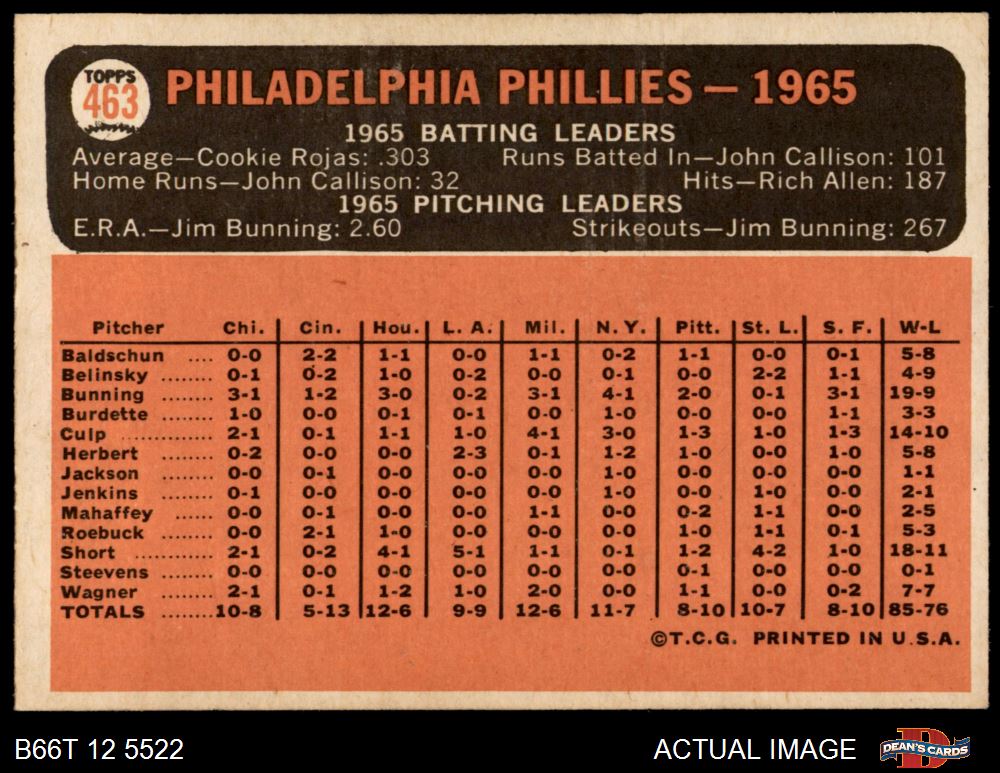 TOPPS
463
PHILADELPHIA PHILLIES — 1965
1965 BATTING LEADERS
Average—Cookie Rojas: .303 Runs Batted In—John Callison: 101
Home Runs—John Callison: 32 Hits—Rich Allen: 187
1965 PITCHING LEADERS
E.R.A.—Jim Bunning: 2.60 Strikeouts—Jim Bunning: 267
Pitcher Chi. Cin. Hou. L. A. Mil. N. Y. Pitt. St. L. S. F. W-L
Baldschun .... 0-0 2-2 1-1 0-0 1-1 0-2 1-1 0-0 0-1 5-8
Belinsky ........ 0-1 0-2 1-0 0-2 0-0 0-1 0-0 2-2 1-1 4-9
Bunning ........ 3-1 1-2 3-0 0-2 3-1 4-1 2-0 0-1 3-1 19-9
Burdette ........ 1-0 0-0 0-1 0-1 0-0 1-0 0-0 0-0 1-1 3-3
Culp .............. 2-1 0-1 1-1 1-0 4-1 3-0 1-3 1-0 1-3 14-10
Herbert ........ 0-2 0-0 0-0 2-3 0-1 1-2 1-0 0-0 1-0 5-8
Jackson ........ 0-0 0-1 0-0 0-0 0-0 1-0 0-0 0-0 0-0 1-1
Jenkins ........ 0-1 0-0 0-0 0-0 0-0 1-0 0-0 1-0 0-0 2-1
Mahaffey ...... 0-0 0-1 0-0 0-0 1-1 0-0 0-2 1-1 0-0 2-5
Roebuck ........ 0-0 2-1 1-0 0-0 0-0 0-0 1-0 1-1 0-1 5-3
Short ............ 2-1 0-2 4-1 5-1 1-1 0-1 1-2 4-2 1-0 18-11
Steevens ........ 0-0 0-0 0-0 0-0 0-0 0-0 0-1 0-0 0-0 0-1
Wagner ........ 2-1 0-1 1-2 1-0 2-0 0-0 1-1 0-0 0-2 7-7
TOTALS ........ 10-8 5-13 12-6 9-9 12-6 11-7 8-10 10-7 8-10 85-76
©T.C.G. PRINTED IN U.S.A.
B66T 12 5522 ACTUAL IMAGE DEAN'S CARDS